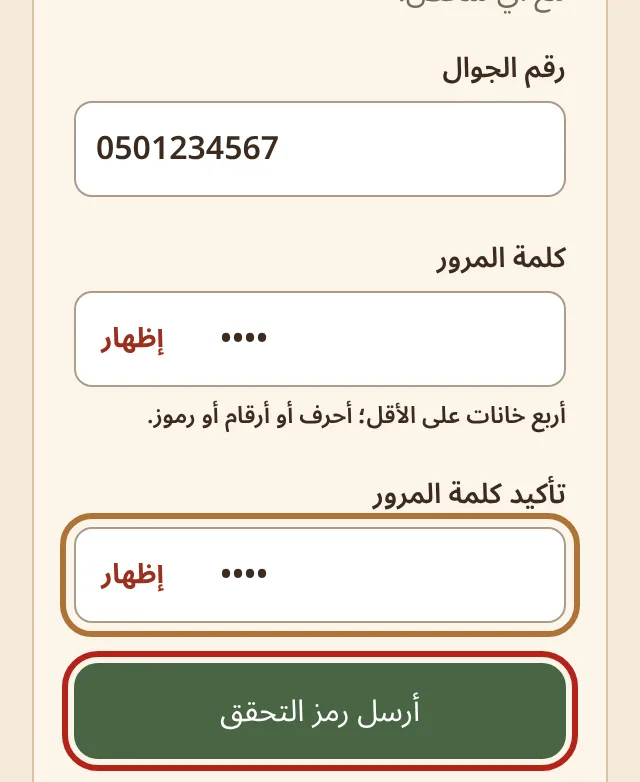 رقم الجوال
0501234567
كلمة المرور
•••• إظهار
أربع خانات على الأقل؛ أحرف أو أرقام أو رموز.
تأكيد كلمة المرور
•••• إظهار
أرسل رمز التحقق